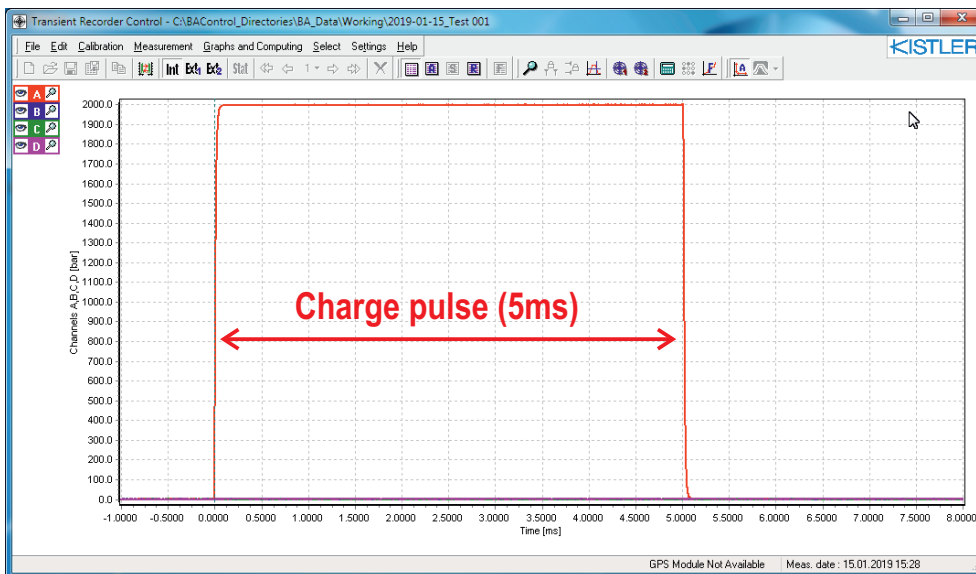 Transient Recorder Control - C:\BAControl_Directories\BA_Data\Working\2019-01-15_Test 001
File Edit Calibration Measurement Graphs and Computing Select Settings Help
KISTLER
Int Ext1 Ext2 Stat 1
A
B
C
D
2000.0
1900.0
1800.0
1700.0
1600.0
1500.0
1400.0
1300.0
1200.0
1100.0
1000.0
900.0
800.0
700.0
600.0
500.0
400.0
300.0
200.0
100.0
0.0
Channels A,B,C,D [bar]
Charge pulse (5ms)
-1.0000 -0.5000 0.0000 0.5000 1.0000 1.5000 2.0000 2.5000 3.0000 3.5000 4.0000 4.5000 5.0000 5.5000 6.0000 6.5000 7.0000 7.5000 8.0000
Time [ms]
GPS Module Not Available Meas. date : 15.01.2019 15:28